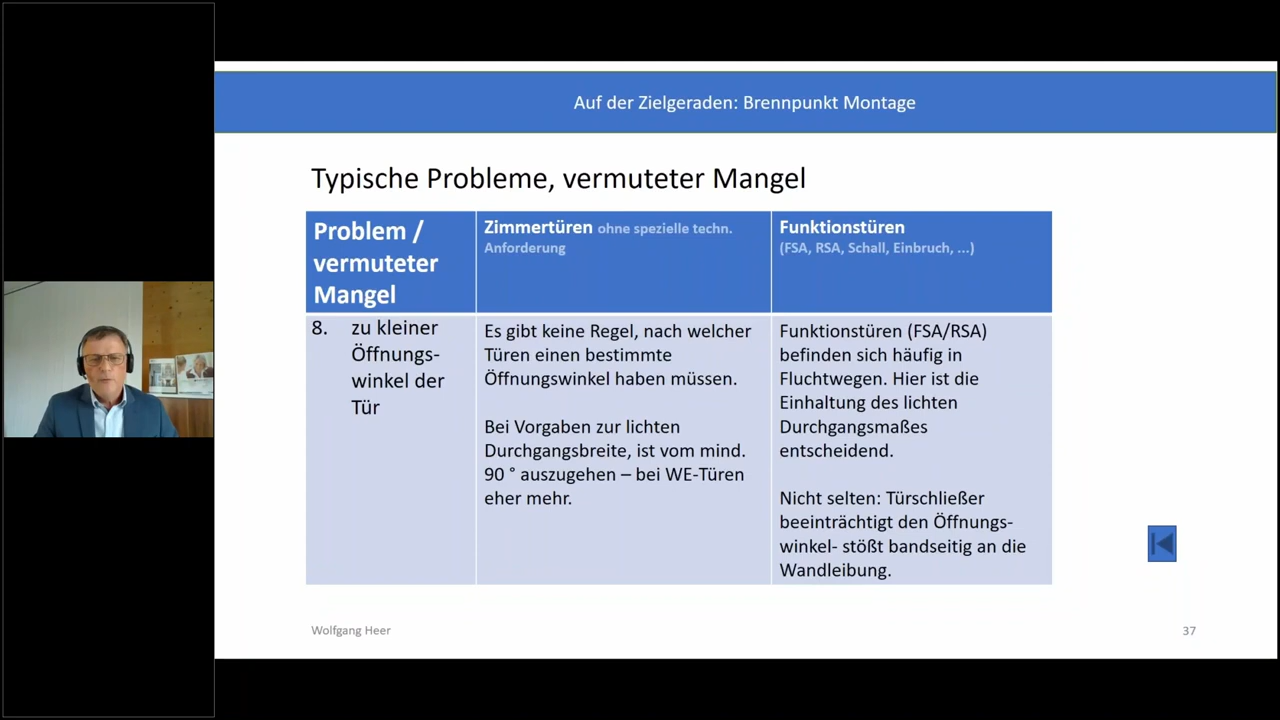 Auf der Zielgeraden: Brennpunkt Montage
Typische Probleme, vermuteter Mangel
Problem /
vermuteter
Mangel
Zimmertüren ohne spezielle techn.
Anforderung
Funktionstüren
(FSA, RSA, Schall, Einbruch, ...)
8. zu kleiner
Öffnungs-
winkel der
Tür
Es gibt keine Regel, nach welcher
Türen einen bestimmte
Öffnungswinkel haben müssen.
Bei Vorgaben zur lichten
Durchgangsbreite, ist vom mind.
90 ° auszugehen – bei WE-Türen
eher mehr.
Funktionstüren (FSA/RSA)
befinden sich häufig in
Fluchtwegen. Hier ist die
Einhaltung des lichten
Durchgangsmaßes
entscheidend.
Nicht selten: Türschließer
beeinträchtigt den Öffnungs-
winkel- stößt bandseitig an die
Wandleibung.
Wolfgang Heer
37